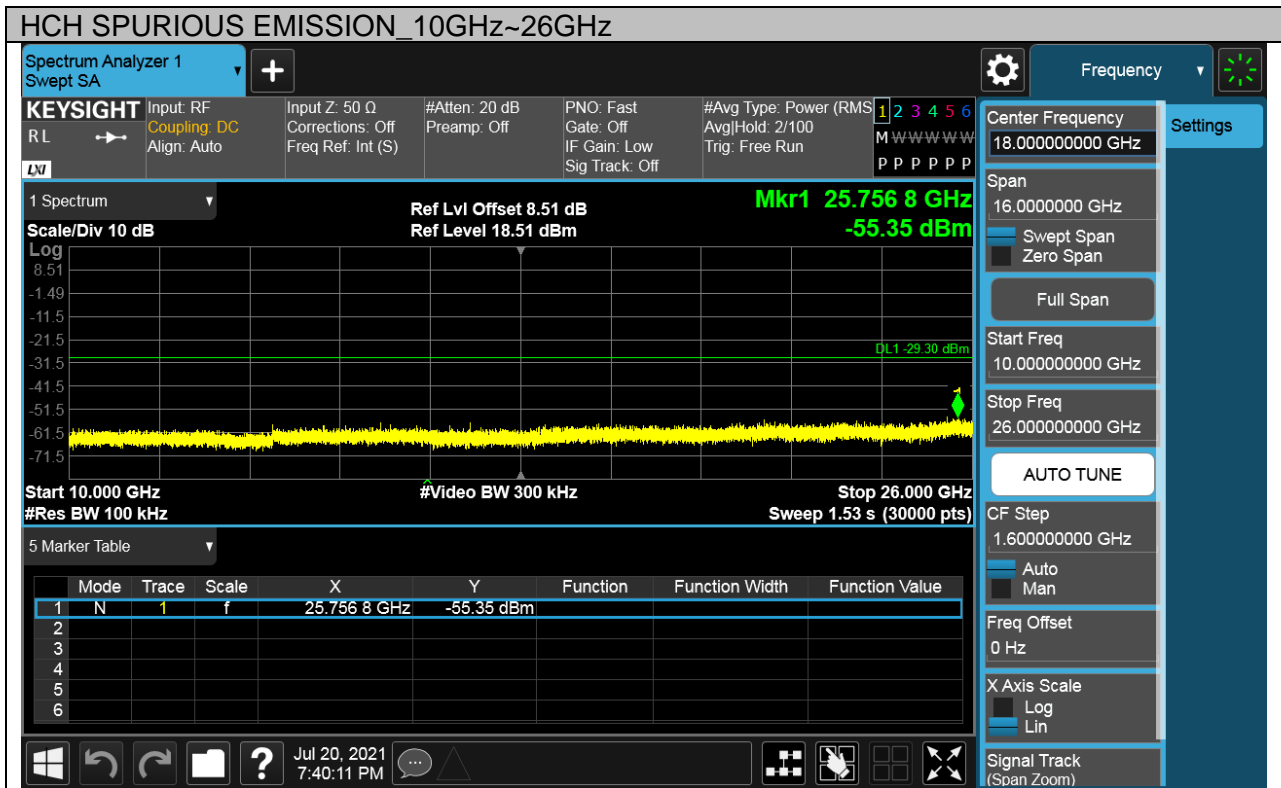 HCH SPURIOUS EMISSION_10GHz~26GHz
Spectrum Analyzer 1
Swept SA
+
Frequency
KEYSIGHT
RL
LXI
Input: RF
Coupling: DC
Align: Auto
Input Z: 50 Ω
Corrections: Off
Freq Ref: Int (S)
#Atten: 20 dB
Preamp: Off
PNO: Fast
Gate: Off
IF Gain: Low
Sig Track: Off
#Avg Type: Power (RMS
Avg|Hold: 2/100
Trig: Free Run
1 2 3 4 5 6
M W W W W W
P P P P P P
Center Frequency
18.000000000 GHz
Settings
1 Spectrum
Scale/Div 10 dB
Ref Lvl Offset 8.51 dB
Ref Level 18.51 dBm
Mkr1 25.756 8 GHz
-55.35 dBm
Log
8.51
-1.49
-11.5
-21.5
-31.5
-41.5
-51.5
-61.5
-71.5
DL1 -29.30 dBm
1
Start 10.000 GHz
#Res BW 100 kHz
#Video BW 300 kHz
Stop 26.000 GHz
Sweep 1.53 s (30000 pts)
Span
16.0000000 GHz
Swept Span
Zero Span
Full Span
Start Freq
10.000000000 GHz
Stop Freq
26.000000000 GHz
AUTO TUNE
CF Step
1.600000000 GHz
Auto
Man
Freq Offset
0 Hz
X Axis Scale
Log
Lin
Signal Track
(Span Zoom)
5 Marker Table
Mode Trace Scale X Y Function Function Width Function Value
1 N 1 f 25.756 8 GHz -55.35 dBm
2
3
4
5
6
?
Jul 20, 2021
7:40:11 PM